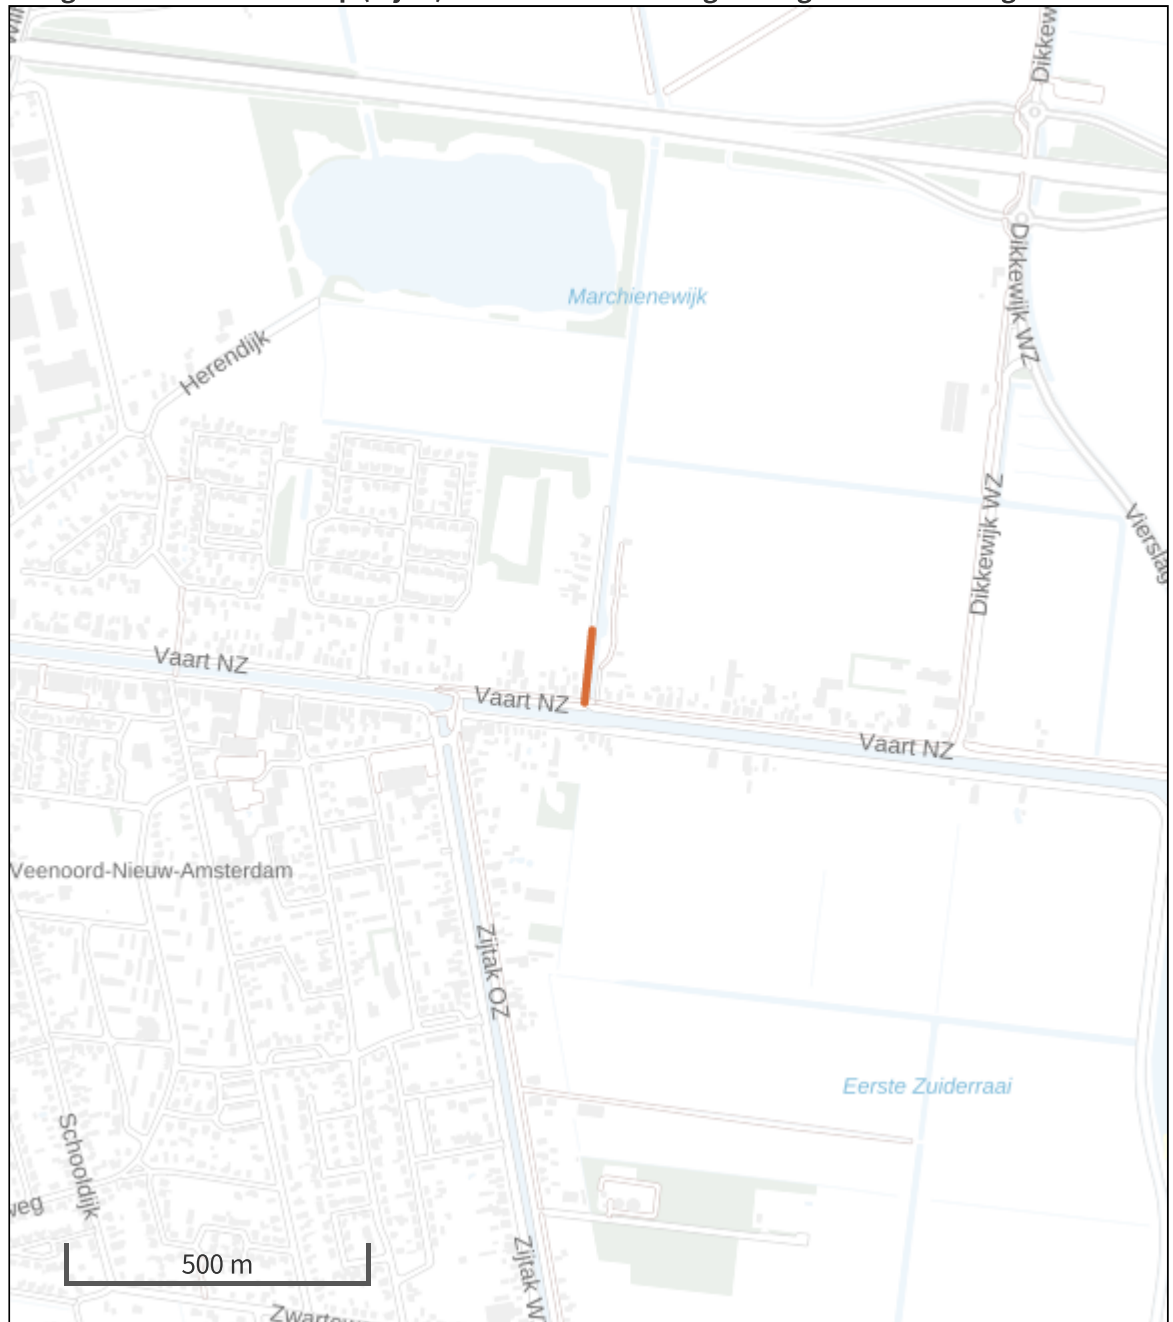 Dikkew
Marchienewijk
Dikkewijk WZ
Herendijk
Dikkewijk WZ
Vierslag
Vaart NZ
Vaart NZ
Vaart NZ
Veenoord-Nieuw-Amsterdam
Zijtak OZ
Eerste Zuiderraai
Schooldijk
weg
500 m
Zijtak W